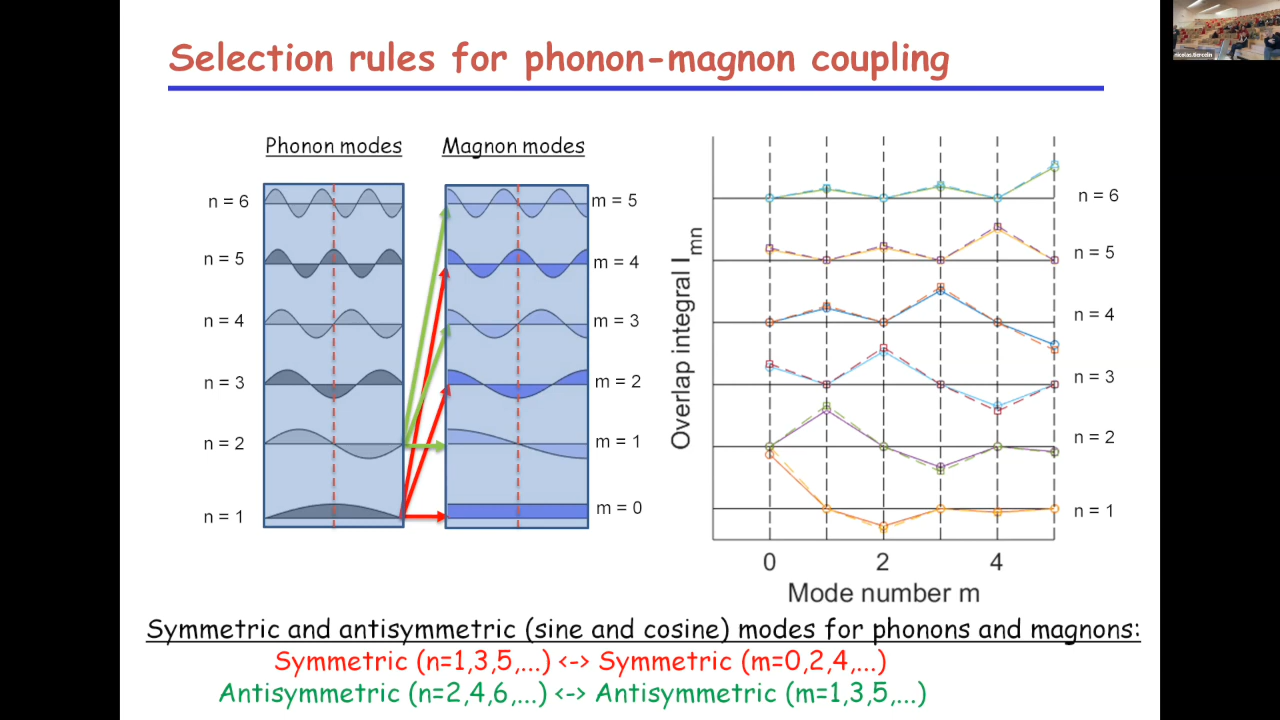 Selection rules for phonon-magnon coupling
Phonon modes
Magnon modes
n = 6
n = 5
n = 4
n = 3
n = 2
n = 1
m = 5
m = 4
m = 3
m = 2
m = 1
m = 0
Overlap integral Imn
n = 6
n = 5
n = 4
n = 3
n = 2
n = 1
0 2 4
Mode number m
Symmetric and antisymmetric (sine and cosine) modes for phonons and magnons:
Symmetric (n=1,3,5,...) <-> Symmetric (m=0,2,4,...)
Antisymmetric (n=2,4,6,...) <-> Antisymmetric (m=1,3,5,...)